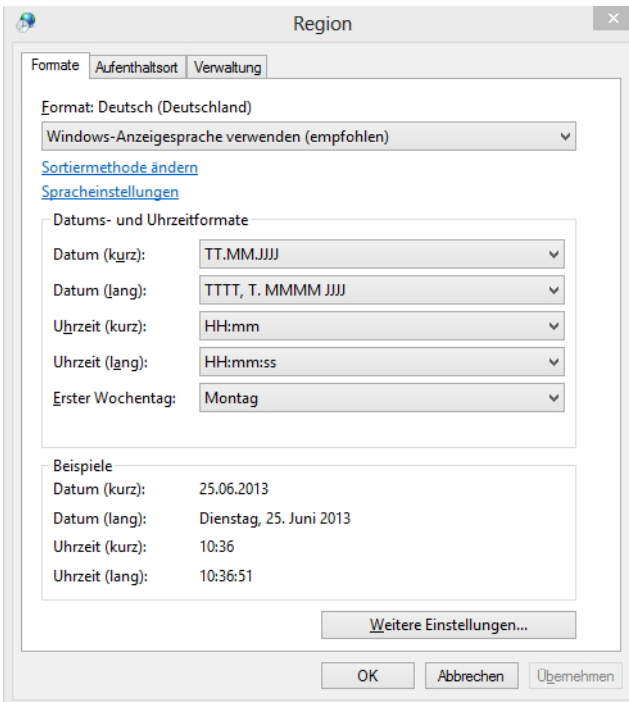 Region
Formate Aufenthaltsort Verwaltung
Format: Deutsch (Deutschland)
Windows-Anzeigesprache verwenden (empfohlen)
Sortiermethode ändern
Spracheinstellungen
Datums- und Uhrzeitformate
Datum (kurz): TT.MM.JJJJ
Datum (lang): TTTT, T. MMMM JJJJ
Uhrzeit (kurz): HH:mm
Uhrzeit (lang): HH:mm:ss
Erster Wochentag: Montag
Beispiele
Datum (kurz): 25.06.2013
Datum (lang): Dienstag, 25. Juni 2013
Uhrzeit (kurz): 10:36
Uhrzeit (lang): 10:36:51
Weitere Einstellungen...
OK Abbrechen Übernehmen